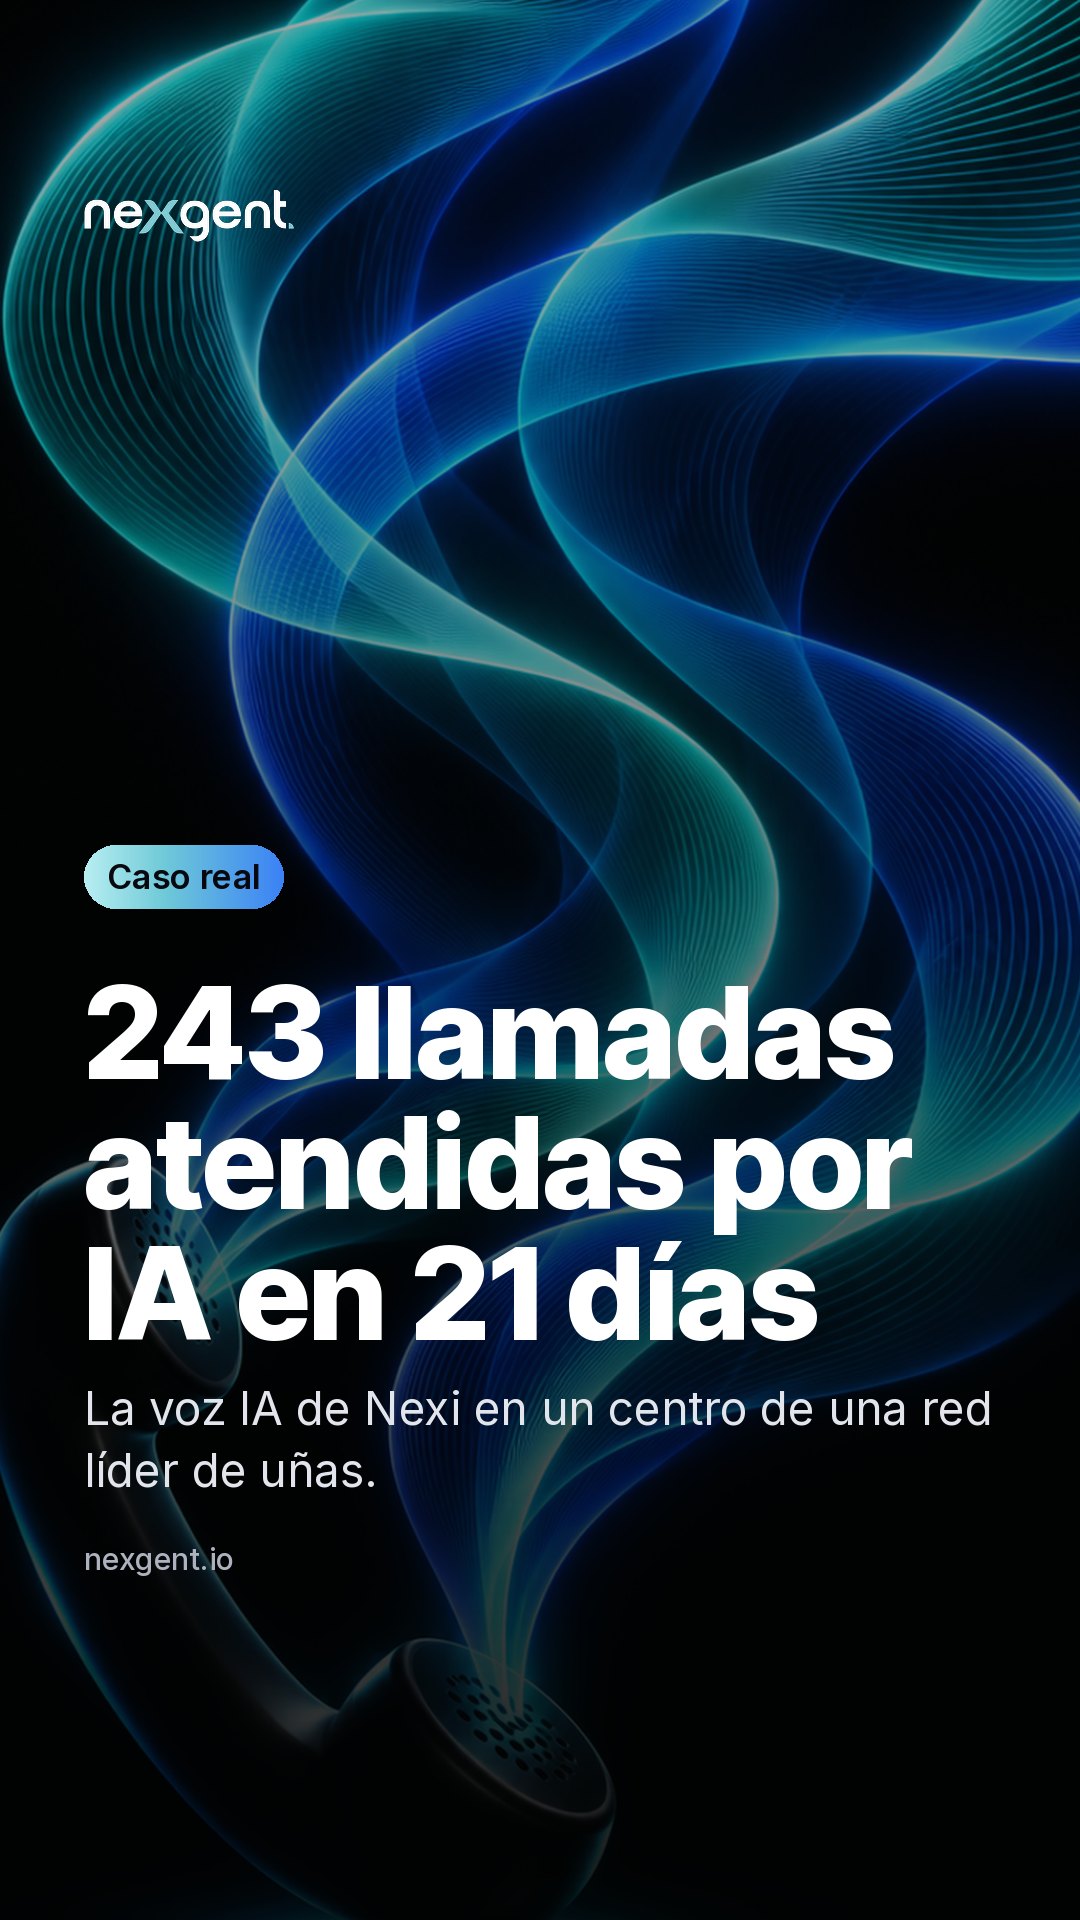 nexgent.
Caso real
243 llamadas
atendidas por
IA en 21 días
La voz IA de Nexi en un centro de una red
líder de uñas.
nexgent.io